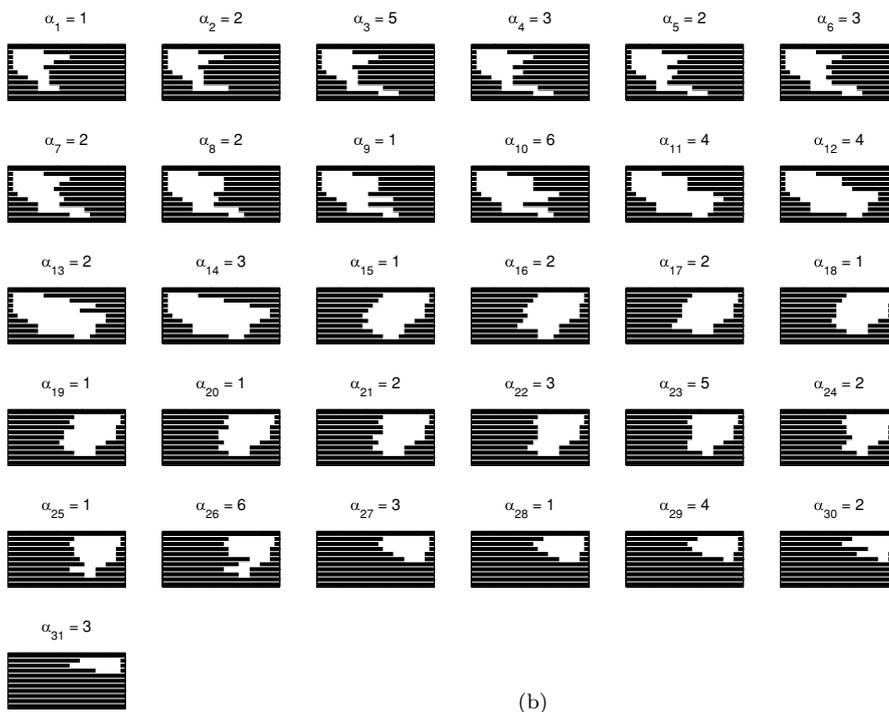 α₁ = 1 α₂ = 2 α₃ = 5 α₄ = 3 α₅ = 2 α₆ = 3
α₇ = 2 α₈ = 2 α₉ = 1 α₁₀ = 6 α₁₁ = 4 α₁₂ = 4
α₁₃ = 2 α₁₄ = 3 α₁₅ = 1 α₁₆ = 2 α₁₇ = 2 α₁₈ = 1
α₁₉ = 1 α₂₀ = 1 α₂₁ = 2 α₂₂ = 3 α₂₃ = 5 α₂₄ = 2
α₂₅ = 1 α₂₆ = 6 α₂₇ = 3 α₂₈ = 1 α₂₉ = 4 α₃₀ = 2
α₃₁ = 3
(b)